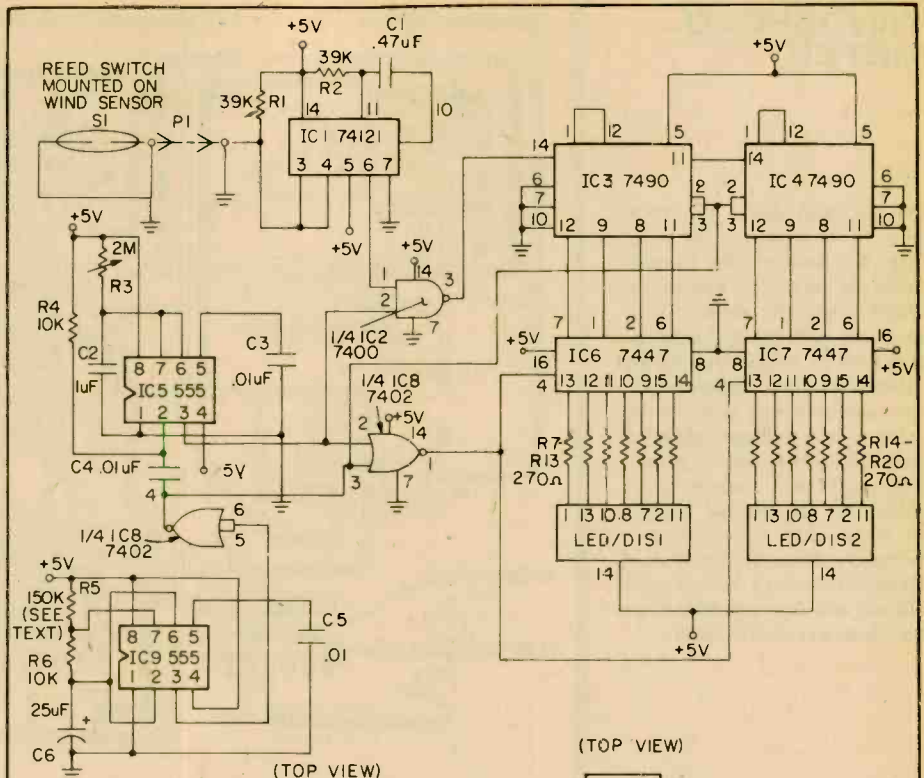 +5V
C1
.47uF
39K
R2
REED SWITCH
MOUNTED ON
WIND SENSOR
S1
P1
39K
R1
14
11
10
IC1 74121
3 4 5 6 7
+5V
+5V
1 12
5
1 12
5
14
IC3 7490
11
14
IC4 7490
6
7
10
2
3
2
3
6
7
10
12 9 8 11
12 9 8 11
+5V
2M
R3
R4
10K
+5V
14
1
2
3
7
1/4 IC2
7400
C2
1uF
8 7 6 5
IC5 555
1 2 3 4
C3
.01uF
5V
C4 .01uF
4
1/4 IC8
7402
+5V
2
14
3
1
7
7 1 2 6
+5V
16
4
IC6 7447
8
13 12 11 10 9 15 14
7 1 2 6
8
4
IC7 7447
16
+5V
13 12 11 10 9 15 14
R7-
R13
270Ω
R14-
R20
270Ω
1 13 10 8 7 2 11
LED/DIS1
14
1 13 10 8 7 2 11
LED/DIS2
14
+5V
6
5
1/4 IC8
7402
+5V
R5
150K
(SEE
TEXT)
R6
10K
8 7 6 5
IC9 555
1 2 3 4
C5
.01
25uF
+
C6
(TOP VIEW)
(TOP VIEW)